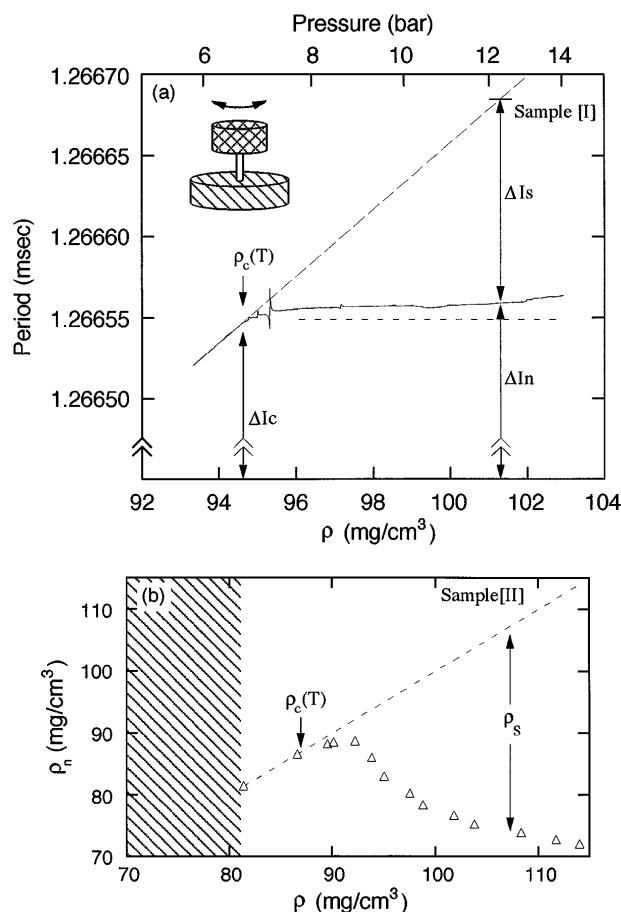 Pressure (bar)
6 8 10 12 14
1.26670
(a)
Sample [I]
1.26665
ΔIs
1.26660
ρc(T)
Period (msec)
1.26655
ΔIn
1.26650
ΔIc
92 94 96 98 100 102 104
ρ (mg/cm³)
(b)
Sample[II]
110
100
ρc(T)
ρn (mg/cm³)
90
ρS
80
70
70 80 90 100 110
ρ (mg/cm³)